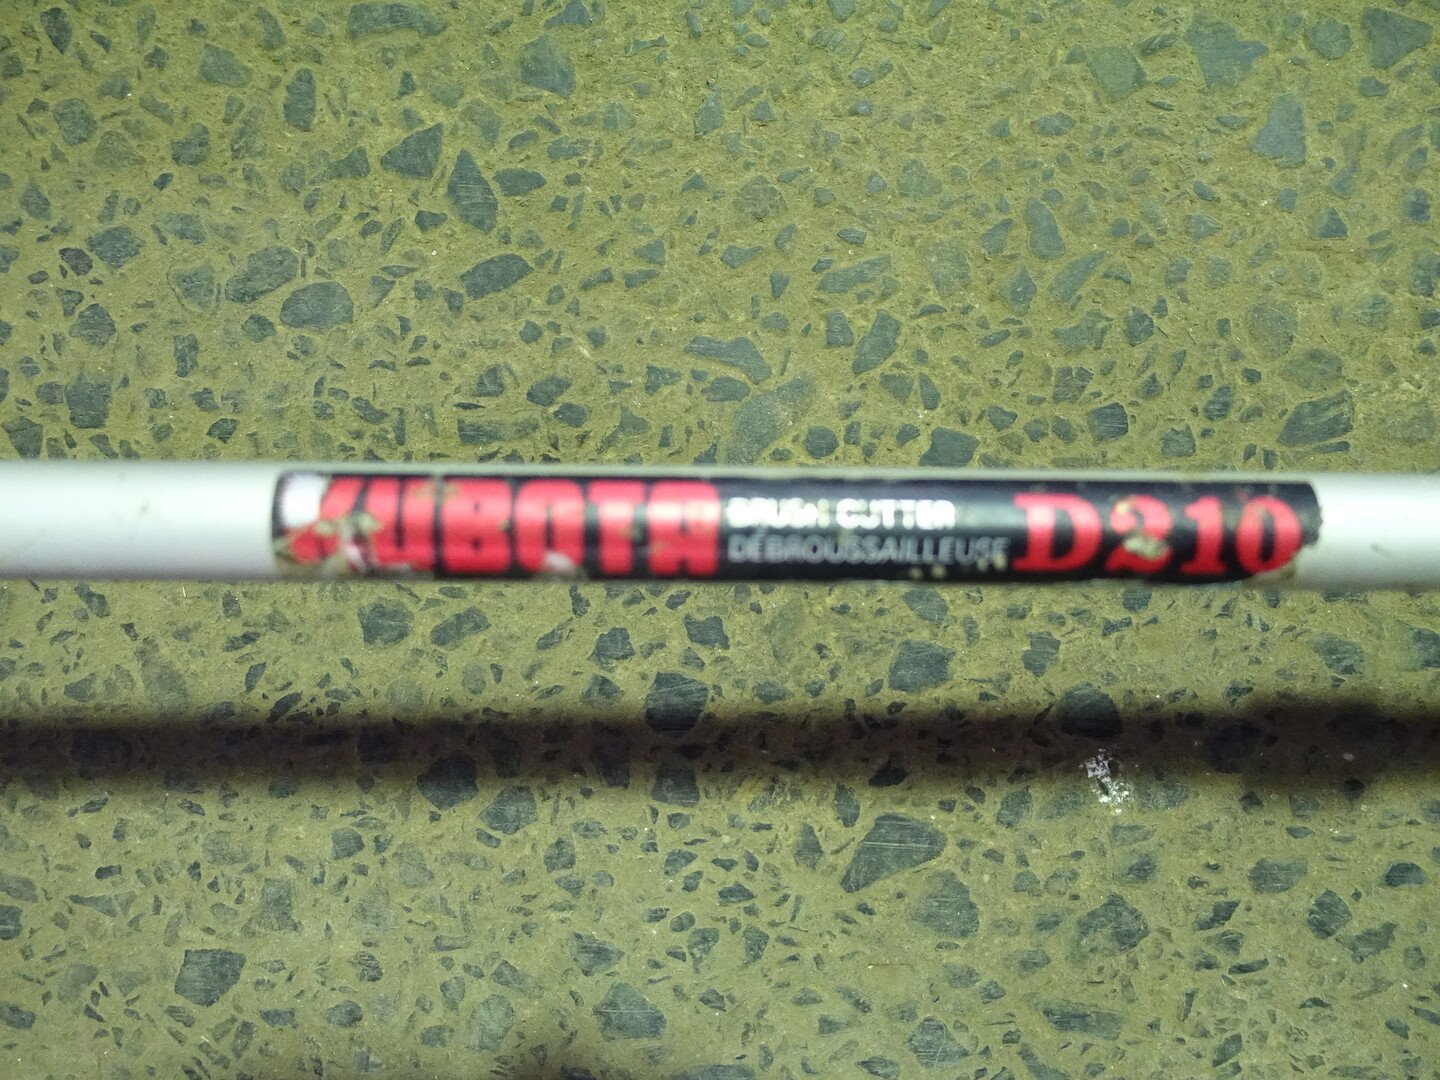 KUBOTA
BRUSH CUTTER
DÉBROUSSAILLEUSE
D210